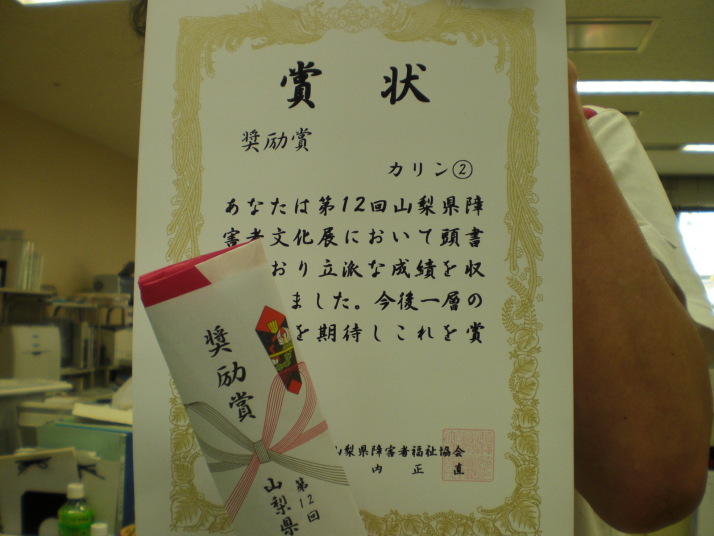 賞状
奨励賞
カリン②
あなたは第12回山梨県障
害者文化展において頭書
おり立派な成績を収
ました。今後一層の
を期待しこれを賞
山梨県障害者福祉協会
内正直
奨励賞
第12回
山梨県